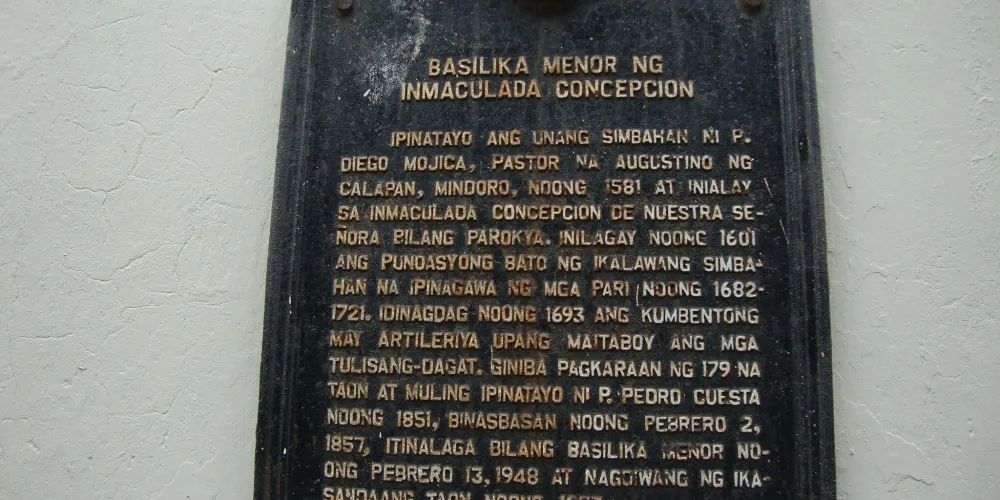 BASILIKA MENOR NG
INMACULADA CONCEPCION
IPINATAYO ANG UNANG SIMBAHAN NI P.
DIEGO MOJICA, PASTOR NA AUGUSTINO NG
CALAPAN, MINDORO, NOONG 1581 AT INIALAY
SA INMACULADA CONCEPCION DE NUESTRA SE-
ÑORA BILANG PAROKYA. INILAGAY NOONG 1601
ANG PUNDASYONG BATO NG IKALAWANG SIMBA-
HAN NA IPINAGAWA NG MGA PARI NOONG 1682-
1721. IDINAGDAG NOONG 1693 ANG KUMBENTONG
MAY ARTILERIYA UPANG MAITABOY ANG MGA
TULISANG-DAGAT. GINIBA PAGKARAAN NG 179 NA
TAON AT MULING IPINATAYO NI P. PEDRO CUESTA
NOONG 1851, BINASBASAN NOONG PEBRERO 2,
1857, ITINALAGA BILANG BASILIKA MENOR NO-
ONG PEBRERO 13, 1948 AT NAGDIWANG NG IKA-
SANDAANG TAON NOONG